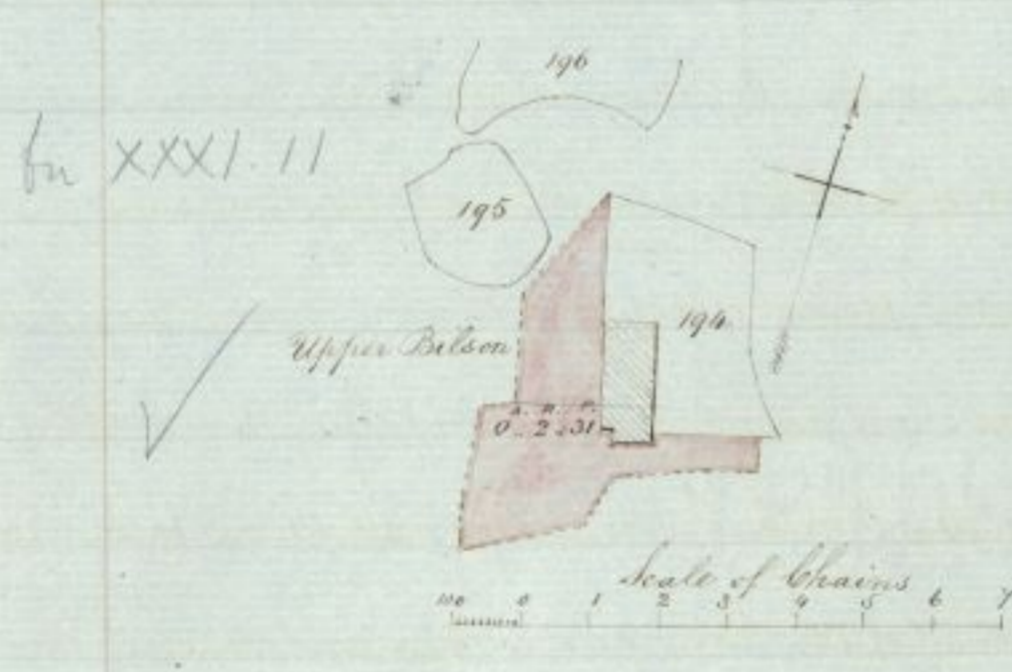 196
on XXXI.11
195
194
Upper Bilson
A. R. P.
0.. 2.. 31
Scale of Chains
100 0 1 2 3 4 5 6 7